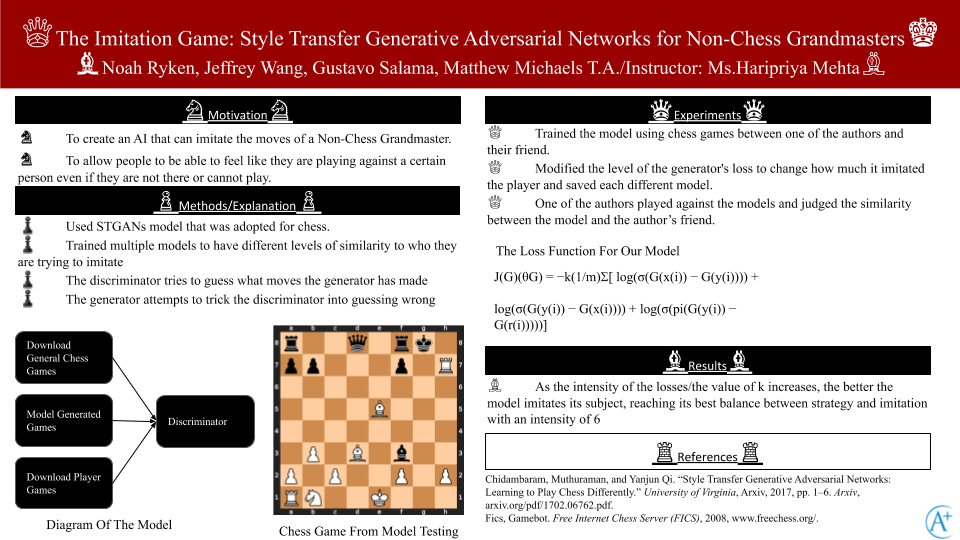 The Imitation Game: Style Transfer Generative Adversarial Networks for Non-Chess Grandmasters
Noah Ryken, Jeffrey Wang, Gustavo Salama, Matthew Michaels T.A./Instructor: Ms.Haripriya Mehta
Motivation
To create an AI that can imitate the moves of a Non-Chess Grandmaster.
To allow people to be able to feel like they are playing against a certain
person even if they are not there or cannot play.
Methods/Explanation
Used STGANs model that was adopted for chess.
Trained multiple models to have different levels of similarity to who they
are trying to imitate
The discriminator tries to guess what moves the generator has made
The generator attempts to trick the discriminator into guessing wrong
Download
General Chess
Games
Model Generated
Games
Download Player
Games
Discriminator
Diagram Of The Model
a b c d e f g h
8 8
7 7
6 6
5 5
4 4
3 3
2 2
1 1
a b c d e f g h
Chess Game From Model Testing
Experiments
Trained the model using chess games between one of the authors and
their friend.
Modified the level of the generator's loss to change how much it imitated
the player and saved each different model.
One of the authors played against the models and judged the similarity
between the model and the author’s friend.
The Loss Function For Our Model
J(G)(θG) = −k(1/m)Σ[ log(σ(G(x(i)) − G(y(i)))) +
log(σ(G(y(i)) − G(x(i)))) + log(σ(pi(G(y(i)) −
G(r(i)))))]
Results
As the intensity of the losses/the value of k increases, the better the
model imitates its subject, reaching its best balance between strategy and imitation
with an intensity of 6
References
Chidambaram, Muthuraman, and Yanjun Qi. “Style Transfer Generative Adversarial Networks:
Learning to Play Chess Differently.” University of Virginia, Arxiv, 2017, pp. 1–6. Arxiv,
arxiv.org/pdf/1702.06762.pdf.
Fics, Gamebot. Free Internet Chess Server (FICS), 2008, www.freechess.org/.
A+